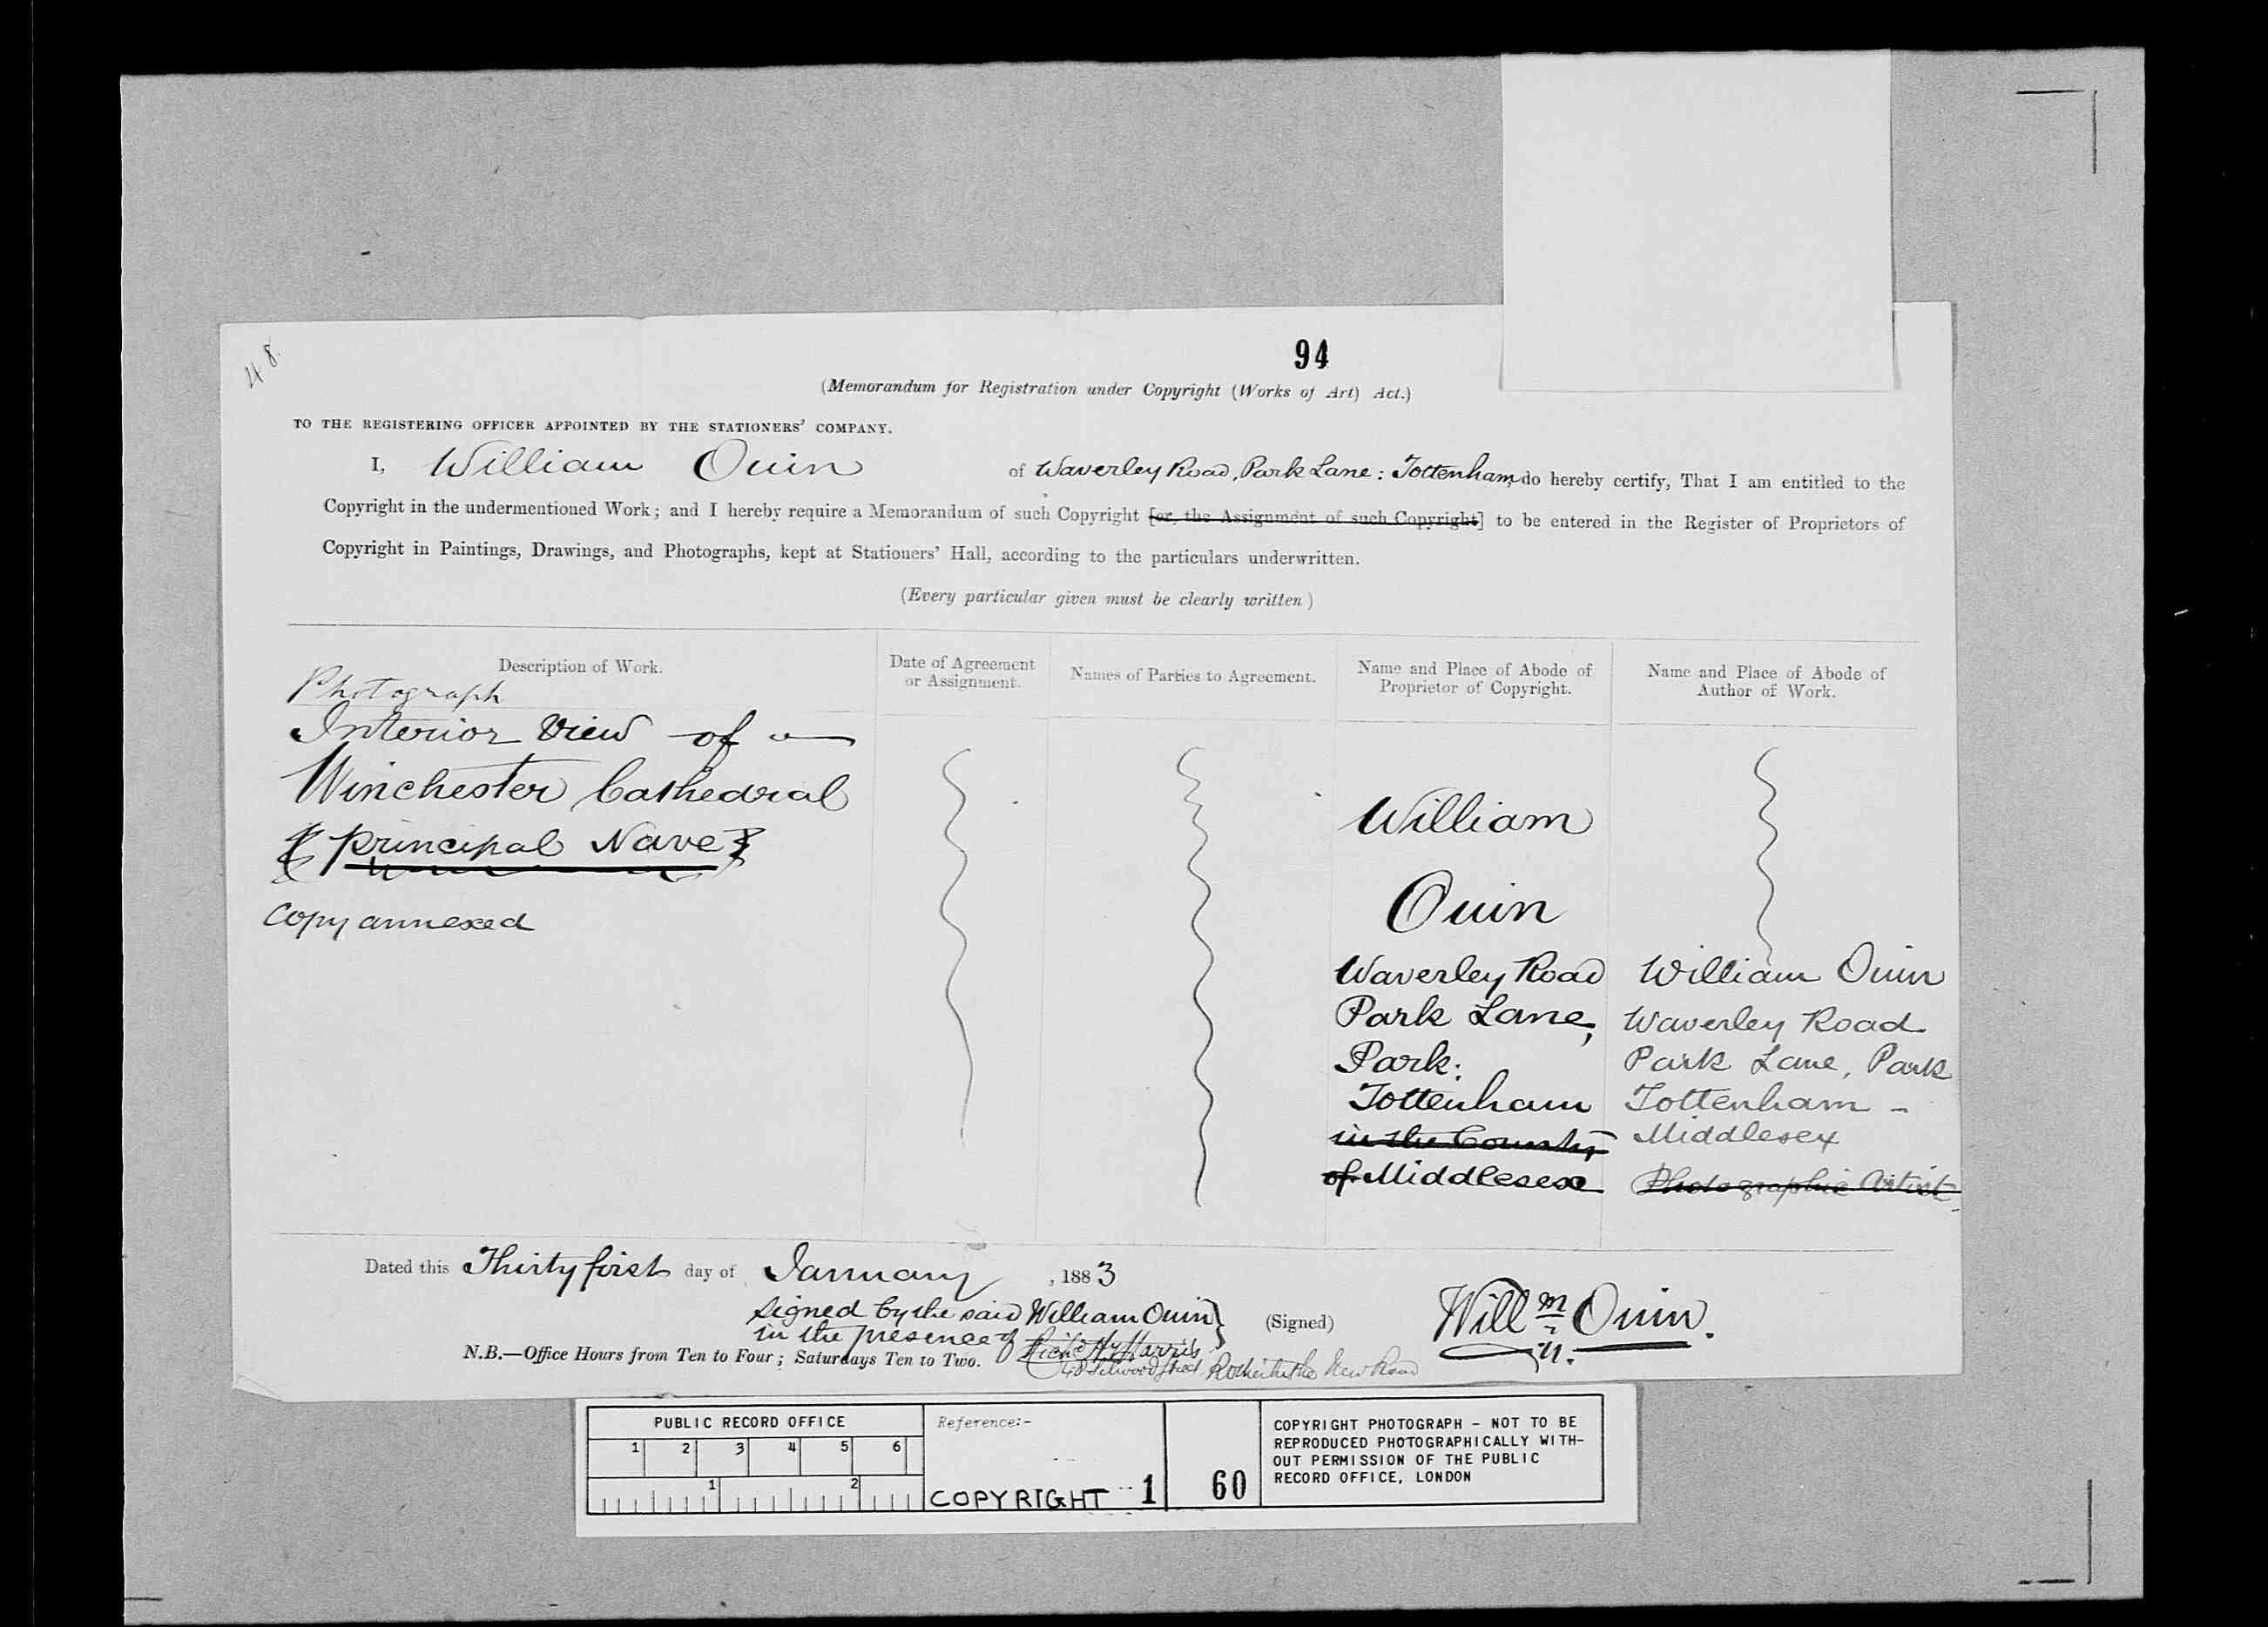 48.
94
(Memorandum for Registration under Copyright (Works of Art) Act.)
TO THE REGISTERING OFFICER APPOINTED BY THE STATIONERS' COMPANY.
I, William Quin of Waverley Road, Park Lane: Tottenham, do hereby certify, That I am entitled to the
Copyright in the undermentioned Work; and I hereby require a Memorandum of such Copyright [or, the Assignment of such Copyright] to be entered in the Register of Proprietors of
Copyright in Paintings, Drawings, and Photographs, kept at Stationers' Hall, according to the particulars underwritten.
(Every particular given must be clearly written)
Description of Work.
Photograph
Interior view of a
Winchester Cathedral
Principal Nave
Copy annexed
Date of Agreement
or Assignment.
Names of Parties to Agreement.
Name and Place of Abode of
Proprietor of Copyright.
William
Quin
Waverley Road
Park Lane,
Park:
Tottenham
in the County
of Middlesex
Name and Place of Abode of
Author of Work.
William Quin
Waverley Road
Park Lane, Park
Tottenham -
Middlesex
Photographic Artist
Dated this Thirty first day of January, 1883
Signed by the said William Quin
in the presence of Richd Hy Harris
Street Rotherhithe New Road
(Signed) Willm Quin.
N.B.—Office Hours from Ten to Four; Saturdays Ten to Two.
PUBLIC RECORD OFFICE
1 2 3 4 5 6
1 2
Reference:-
COPYRIGHT 1
60
COPYRIGHT PHOTOGRAPH - NOT TO BE
REPRODUCED PHOTOGRAPHICALLY WITH-
OUT PERMISSION OF THE PUBLIC
RECORD OFFICE, LONDON